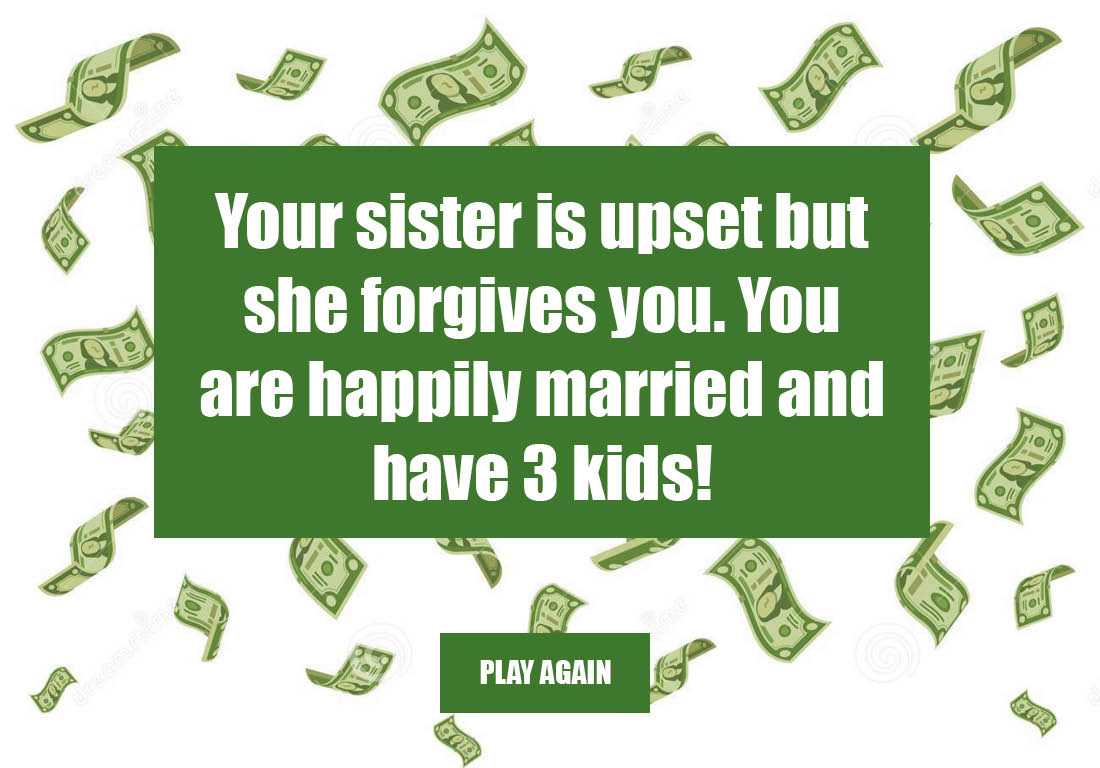 Your sister is upset but
she forgives you. You
are happily married and
have 3 kids!
PLAY AGAIN